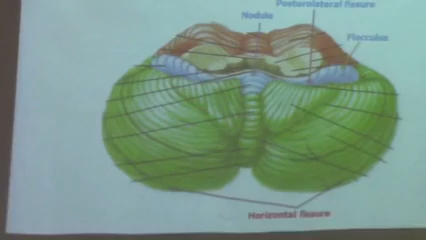 Posterolateral fissure
Nodule
Flocculus
Horizontal fissure